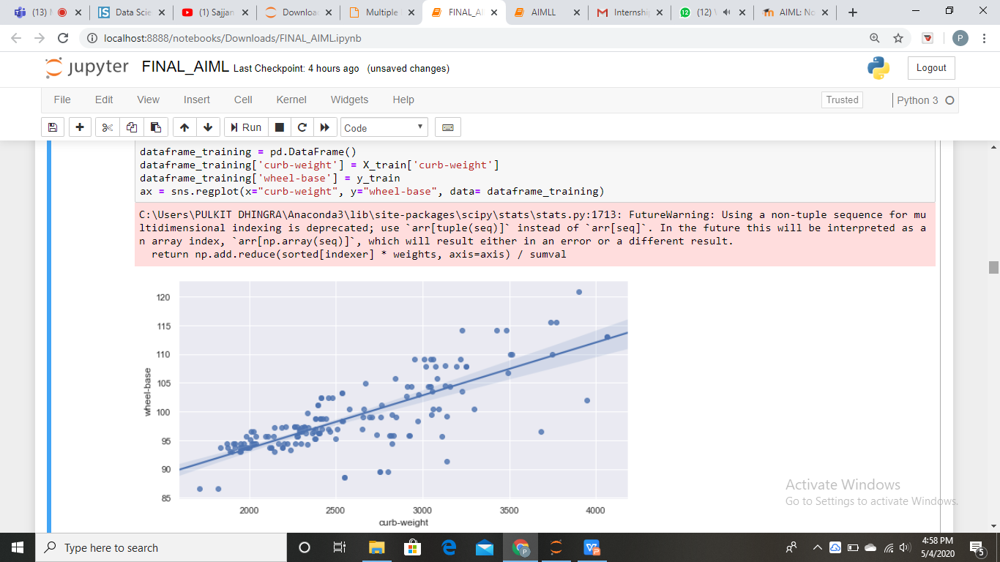 (13)
Data Scie
(1) Sajjan
Downloa
Multiple
FINAL_A
AIMLL
Internshi
(12)
AIML: No
localhost:8888/notebooks/Downloads/FINAL_AIML.ipynb
P
jupyter FINAL_AIML Last Checkpoint: 4 hours ago (unsaved changes)
Logout
File Edit View Insert Cell Kernel Widgets Help
Trusted
Python 3
Run
Code
dataframe_training = pd.DataFrame()
dataframe_training['curb-weight'] = X_train['curb-weight']
dataframe_training['wheel-base'] = y_train
ax = sns.regplot(x="curb-weight", y="wheel-base", data= dataframe_training)
C:\Users\PULKIT DHINGRA\Anaconda3\lib\site-packages\scipy\stats\stats.py:1713: FutureWarning: Using a non-tuple sequence for mu
ltidimensional indexing is deprecated; use `arr[tuple(seq)]` instead of `arr[seq]`. In the future this will be interpreted as a
n array index, `arr[np.array(seq)]`, which will result either in an error or a different result.
  return np.add.reduce(sorted[indexer] * weights, axis=axis) / sumval
120
115
110
105
100
95
90
85
wheel-base
2000 2500 3000 3500 4000
curb-weight
Activate Windows
Go to Settings to activate Windows.
Type here to search
4:58 PM
5/4/2020
5